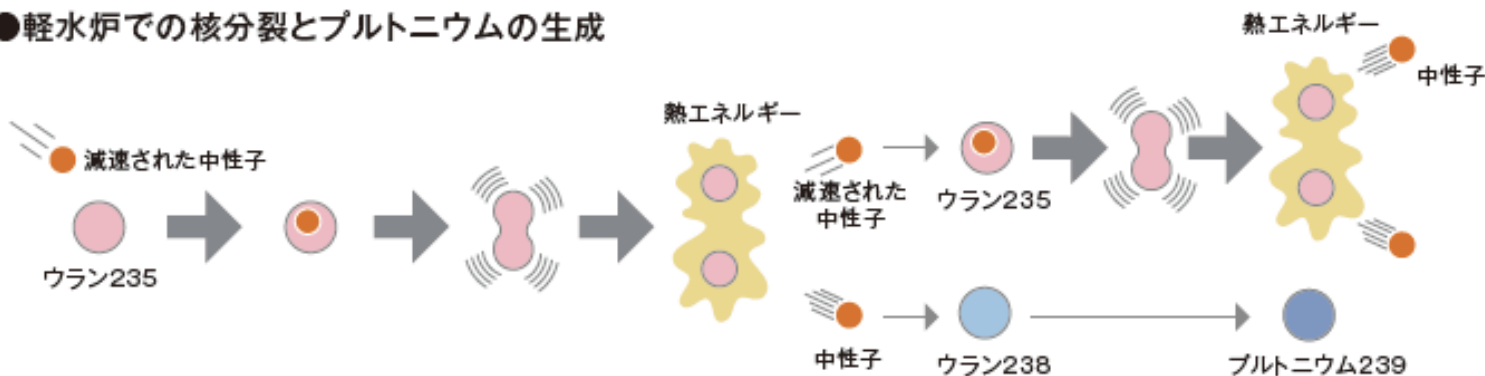 ●軽水炉での核分裂とプルトニウムの生成
減速された中性子
ウラン235
熱エネルギー
減速された
中性子
ウラン235
熱エネルギー
中性子
中性子
ウラン238
プルトニウム239